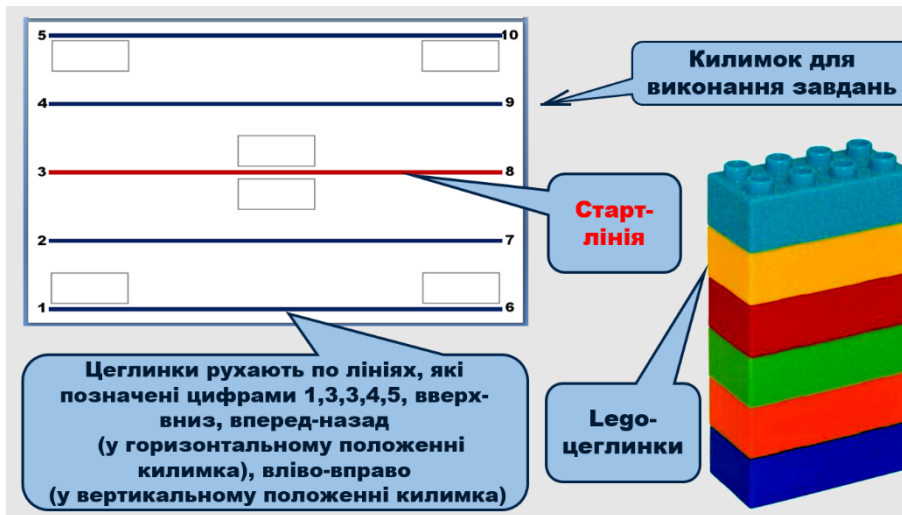 5 10
Килимок для
виконання завдань
4 9
3 8
Старт-
лінія
2 7
1 6
Цеглинки рухають по лініях, які
позначені цифрами 1,3,3,4,5, вверх-
вниз, вперед-назад
(у горизонтальному положенні
килимка), вліво-вправо
(у вертикальному положенні килимка)
Lego-
цеглинки